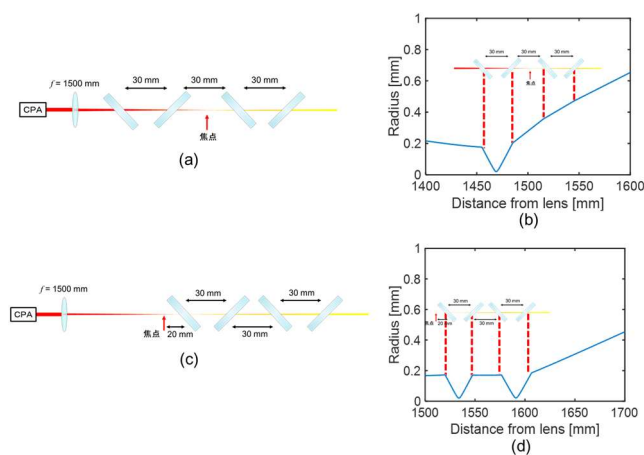 30 mm
30 mm
30 mm
f = 1500 mm
CPA
焦点
(a)
Radius [mm]
1
0.8
0.6
0.4
0.2
0
30 mm
30 mm
30 mm
焦点
1400
1450
1500
1550
1600
Distance from lens [mm]
(b)
f = 1500 mm
30 mm
30 mm
CPA
焦点
20 mm
30 mm
(c)
Radius [mm]
1
0.8
0.6
0.4
0.2
0
30 mm
30 mm
焦点
20 mm
30 mm
1500
1550
1600
1650
1700
Distance from lens [mm]
(d)